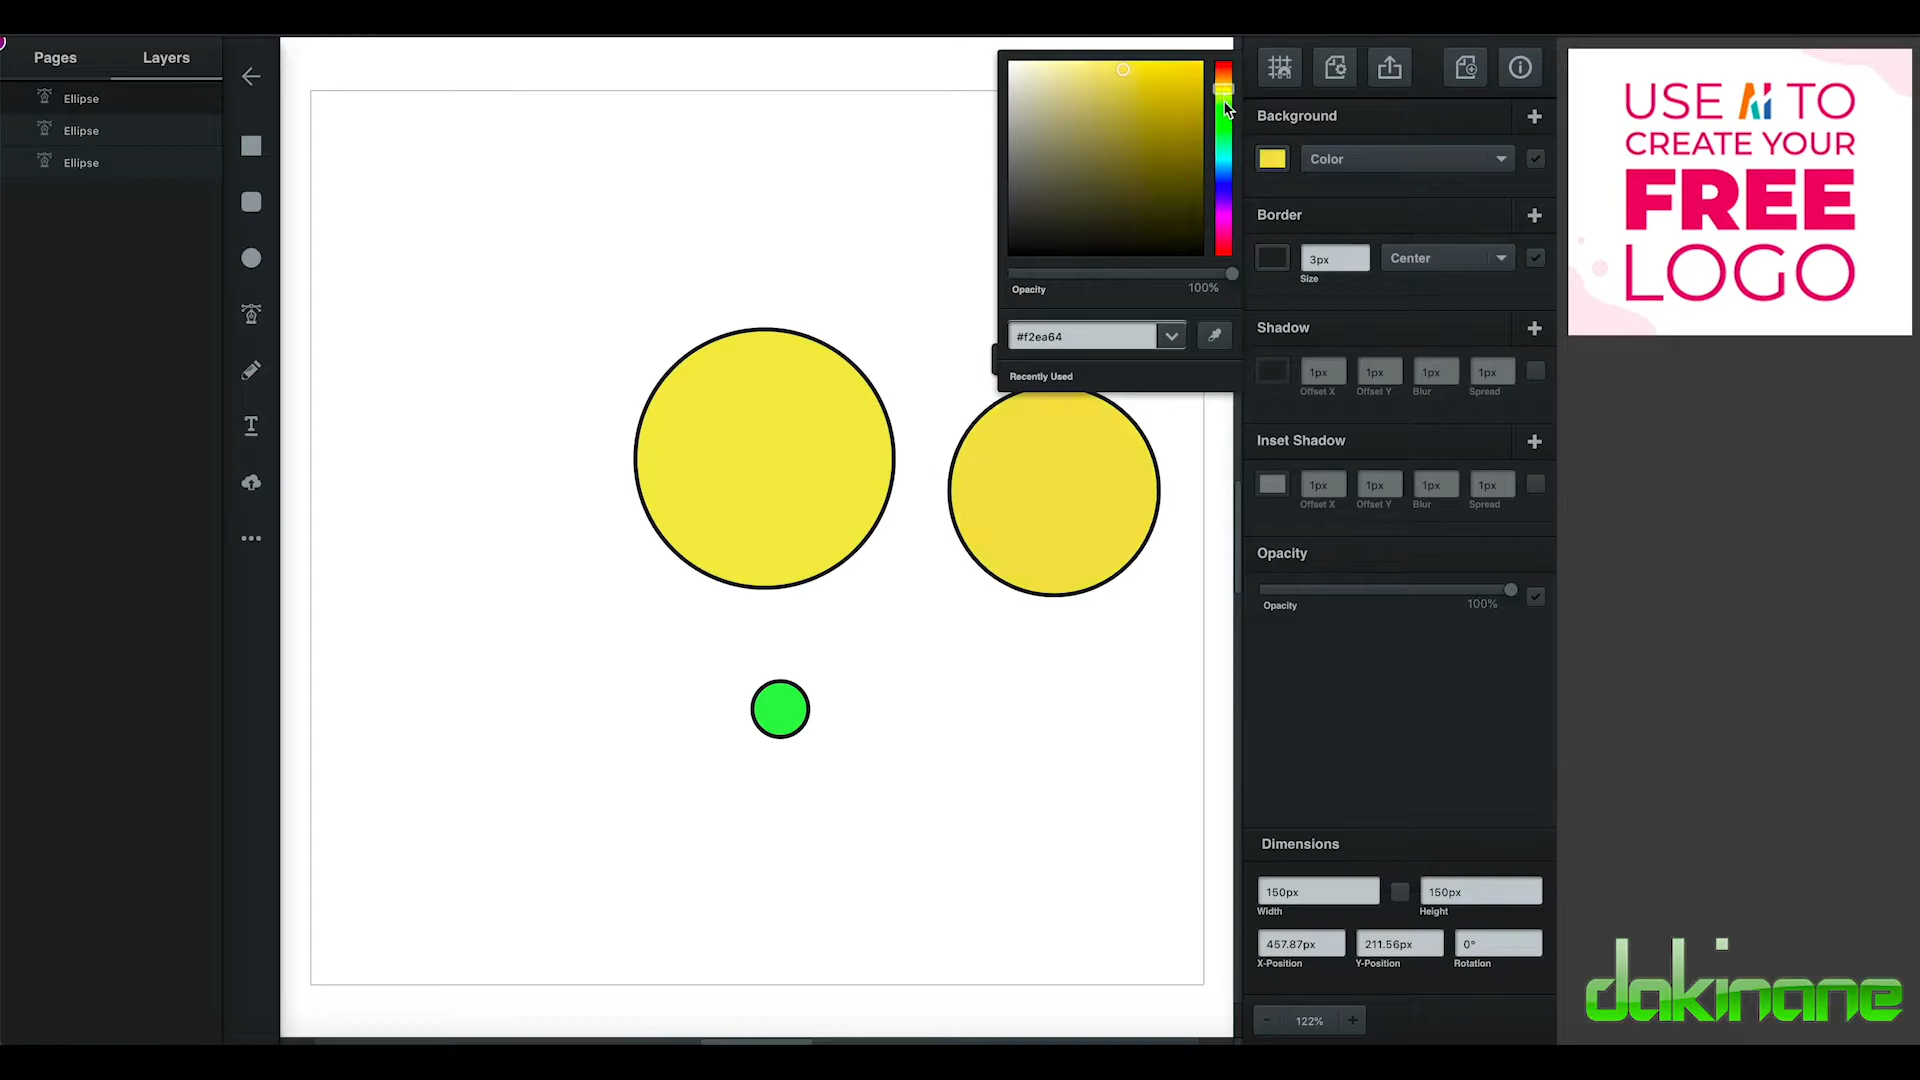 Pages
Layers
Ellipse
Ellipse
Ellipse
Opacity
100%
#f2ea64
Recently Used
Background
Color
Border
3px
Center
Size
Shadow
1px
1px
1px
1px
Offset X
Offset Y
Blur
Spread
Inset Shadow
1px
1px
1px
1px
Offset X
Offset Y
Blur
Spread
Opacity
Opacity
100%
Dimensions
150px
150px
Width
Height
457.87px
211.56px
0°
X-Position
Y-Position
Rotation
- 122% +
USE Ai TO
CREATE YOUR
FREE
LOGO
dakinane